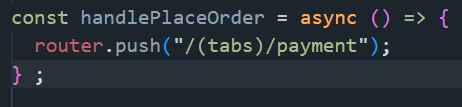 const handlePlaceOrder = async () => {
  router.push("/(tabs)/payment");
} ;